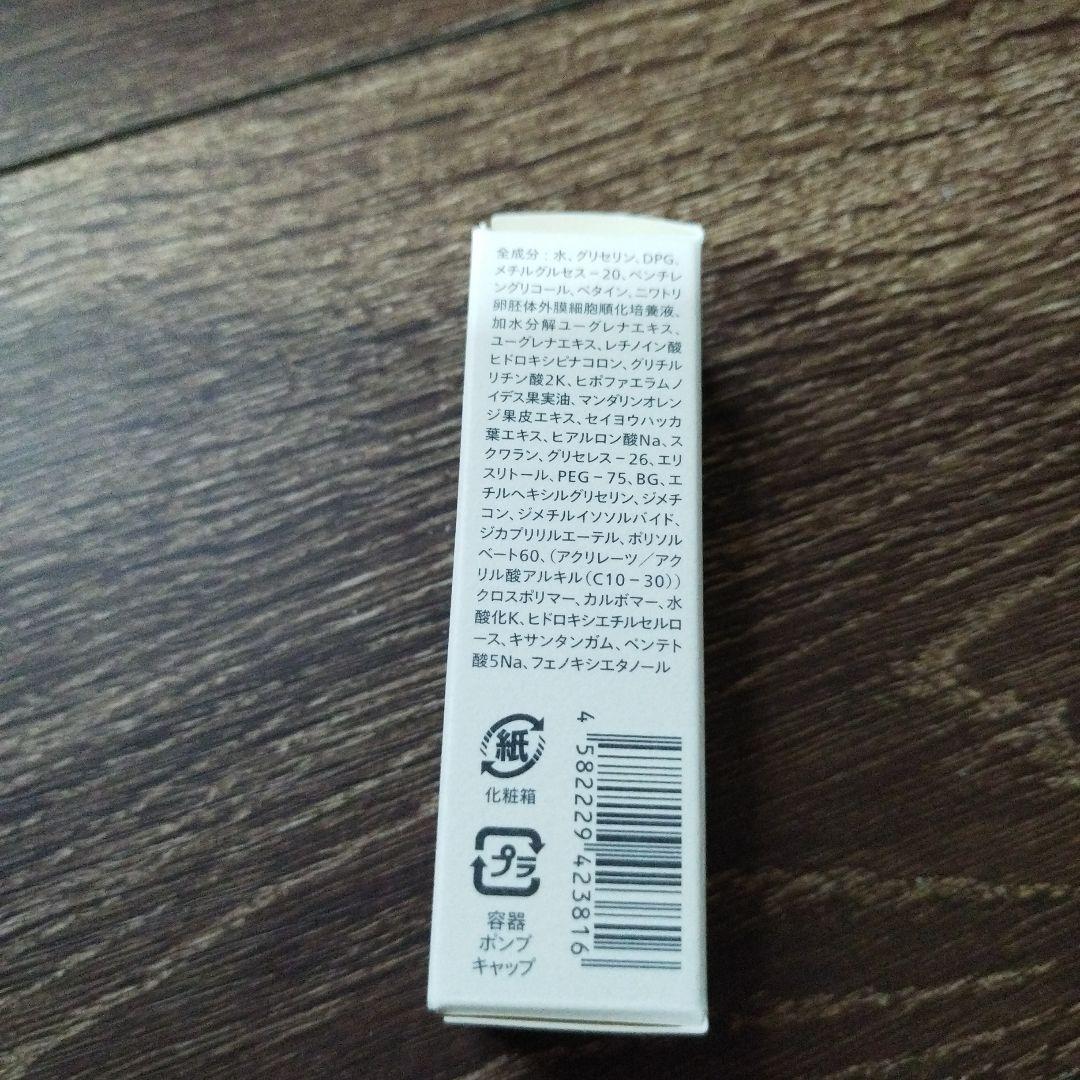 全成分：水、グリセリン、DPG、
メチルグルセス－20、ペンチレ
ングリコール、ベタイン、ニワトリ
卵胚体外膜細胞順化培養液、
加水分解ユーグレナエキス、
ユーグレナエキス、レチノイン酸
ヒドロキシピナコロン、グリチル
リチン酸2K、ヒポファエラムノ
イデス果実油、マンダリンオレン
ジ果皮エキス、セイヨウハッカ
葉エキス、ヒアルロン酸Na、ス
クワラン、グリセレス－26、エリ
スリトール、PEG－75、BG、エ
チルヘキシルグリセリン、ジメチ
コン、ジメチルイソソルバイド、
ジカプリリルエーテル、ポリソル
ベート60、（アクリレーツ／アク
リル酸アルキル（C10－30））
クロスポリマー、カルボマー、水
酸化K、ヒドロキシエチルセルロ
ース、キサンタンガム、ペンテト
酸5Na、フェノキシエタノール
紙
化粧箱
プラ
容器
ポンプ
キャップ
4 582229 423816